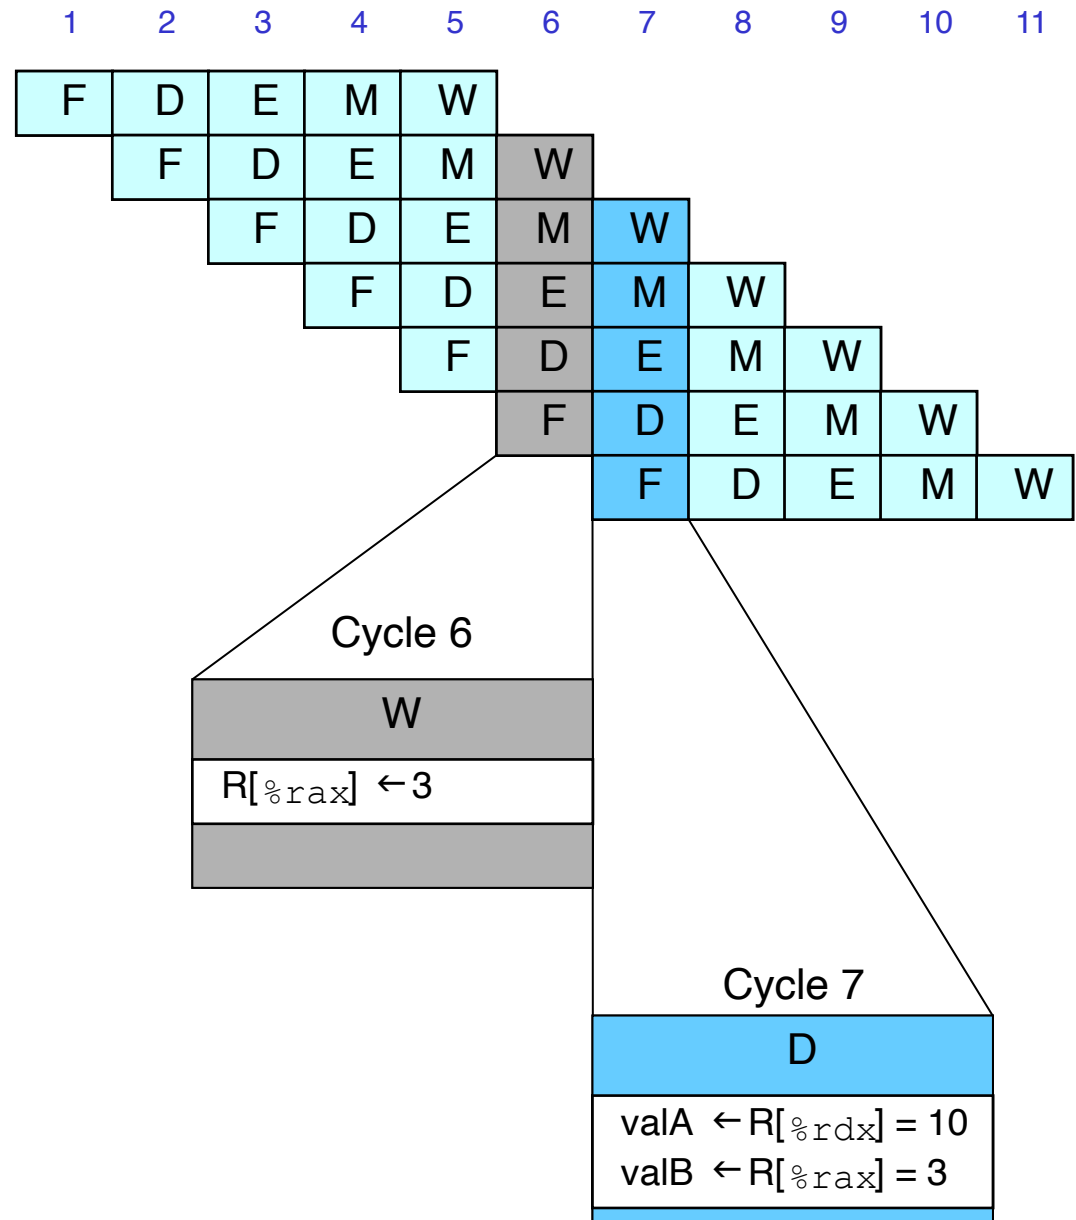 1 2 3 4 5 6 7 8 9 10 11
F D E M W
F D E M W
F D E M W
F D E M W
F D E M W
F D E M W
F D E M W
Cycle 6
W
R[%rax] ←3
Cycle 7
D
valA ←R[%rdx] = 10
valB ←R[%rax] = 3